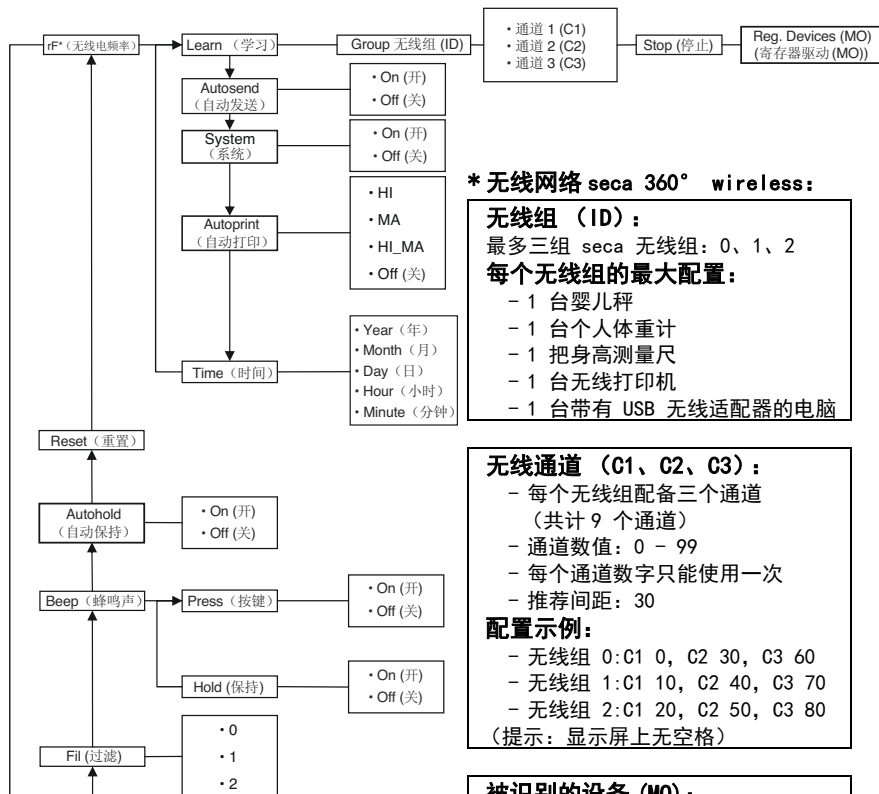 rF*（无线电频率）
Learn （学习）
Group 无线组 (ID)
• 通道 1 (C1)
• 通道 2 (C2)
• 通道 3 (C3)
Stop (停止)
Reg. Devices (MO)
(寄存器驱动 (MO))
Autosend
（自动发送）
• On (开)
• Off (关)
System
（系统）
• On (开)
• Off (关)
Autoprint
（自动打印）
• HI
• MA
• HI_MA
• Off (关)
Time（时间）
• Year（年）
• Month（月）
• Day（日）
• Hour（小时）
• Minute（分钟）
Reset（重置）
Autohold
（自动保持）
• On (开)
• Off (关)
Beep（蜂鸣声）
Press（按键）
• On (开)
• Off (关)
Hold (保持)
• On (开)
• Off (关)
Fil (过滤)
• 0
• 1
• 2
* 无线网络 seca 360° wireless：
无线组 （ID）：
最多三组 seca 无线组：0、1、2
每个无线组的最大配置：
- 1 台婴儿秤
- 1 台个人体重计
- 1 把身高测量尺
- 1 台无线打印机
- 1 台带有 USB 无线适配器的电脑
无线通道 （C1、C2、C3）：
- 每个无线组配备三个通道
（共计 9 个通道）
- 通道数值：0 - 99
- 每个通道数字只能使用一次
- 推荐间距：30
配置示例：
- 无线组 0:C1 0, C2 30, C3 60
- 无线组 1:C1 10, C2 40, C3 70
- 无线组 2:C1 20, C2 50, C3 80
（提示：显示屏上无空格）
被识别的设备 (MO)：